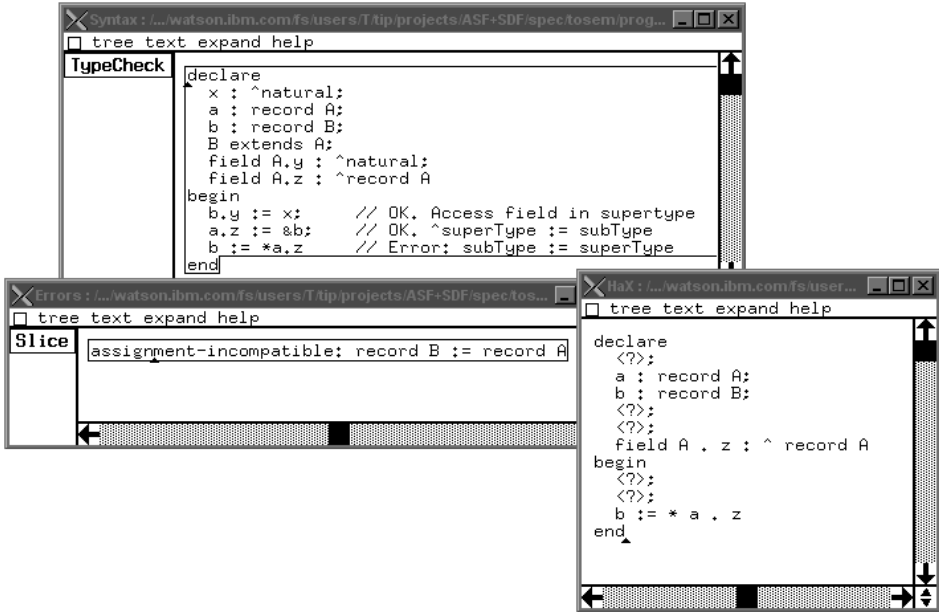 Syntax : /.../watson.ibm.com/fs/users/T/tip/projects/ASF+SDF/spec/tosem/prog...
tree text expand help
TypeCheck
declare
x : ^natural;
a : record A;
b : record B;
B extends A;
field A.y : ^natural;
field A.z : ^record A
begin
b.y := x; // OK. Access field in supertype
a.z := &b; // OK. ^superType := subType
b := *a.z // Error: subType := superType
end
Errors : /.../watson.ibm.com/fs/users/T/tip/projects/ASF+SDF/spec/tos...
tree text expand help
Slice
assignment-incompatible: record B := record A
HaX : /.../watson.ibm.com/fs/user...
tree text expand help
declare
<?>;
a : record A;
b : record B;
<?>;
<?>;
field A . z : ^ record A
begin
<?>;
<?>;
b := * a . z
end